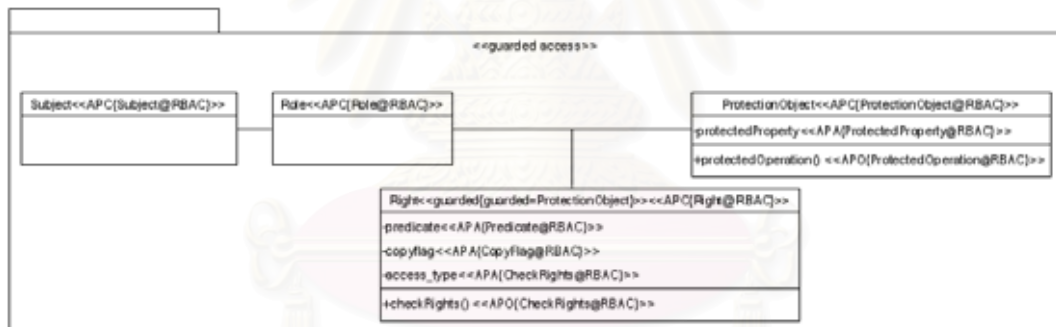 <<guarded access>>
Subject<<APC{Subject@RBAC}>>
Role<<APC{Role@RBAC}>>
ProtectionObject<<APC{ProtectionObject@RBAC}>>
-protectedProperty<<APA{ProtectedProperty@RBAC}>>
+protectedOperation() <<APO{ProtectedOperation@RBAC}>>
Right<<guarded{guarded=ProtectionObject}>><<APC{Right@RBAC}>>
-predicate<<APA{Predicate@RBAC}>>
-copyflag<<APA{CopyFlag@RBAC}>>
-access_type<<APA{CheckRights@RBAC}>>
+checkRights() <<APO{CheckRights@RBAC}>>